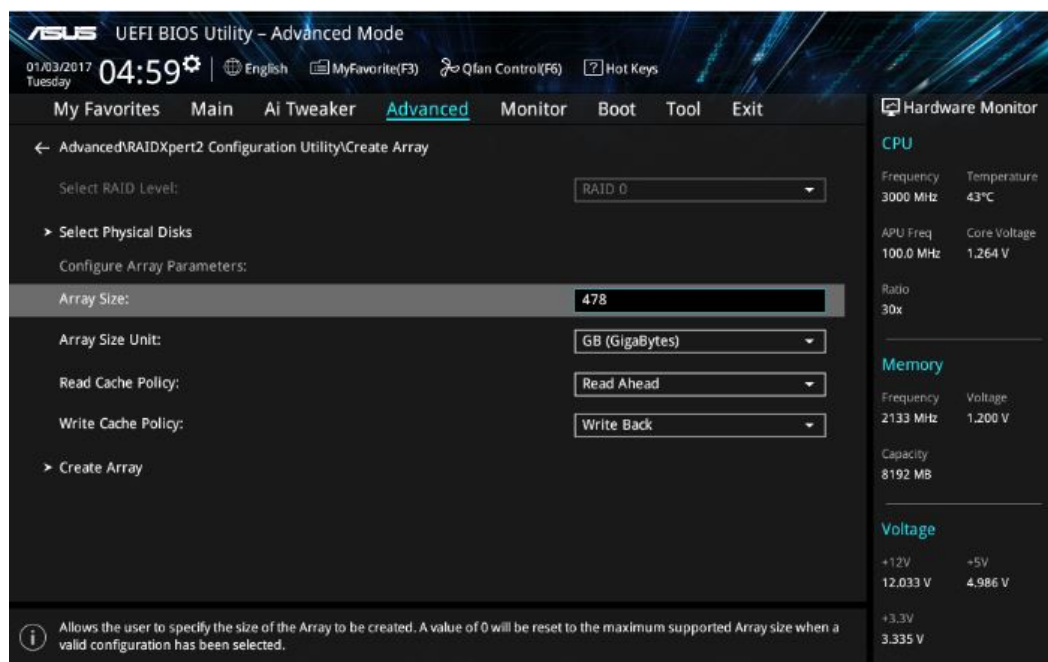 ASUS UEFI BIOS Utility – Advanced Mode
01/03/2017 Tuesday 04:59 English MyFavorite(F3) Qfan Control(F6) ? Hot Keys
My Favorites Main Ai Tweaker Advanced Monitor Boot Tool Exit
← Advanced\RAIDXpert2 Configuration Utility\Create Array
Select RAID Level: RAID 0
> Select Physical Disks
Configure Array Parameters:
Array Size: 478
Array Size Unit: GB (GigaBytes)
Read Cache Policy: Read Ahead
Write Cache Policy: Write Back
> Create Array
Hardware Monitor
CPU
Frequency Temperature
3000 MHz 43°C
APU Freq Core Voltage
100.0 MHz 1.264 V
Ratio
30x
Memory
Frequency Voltage
2133 MHz 1.200 V
Capacity
8192 MB
Voltage
+12V +5V
12.033 V 4.986 V
+3.3V
3.335 V
i Allows the user to specify the size of the Array to be created. A value of 0 will be reset to the maximum supported Array size when a
valid configuration has been selected.